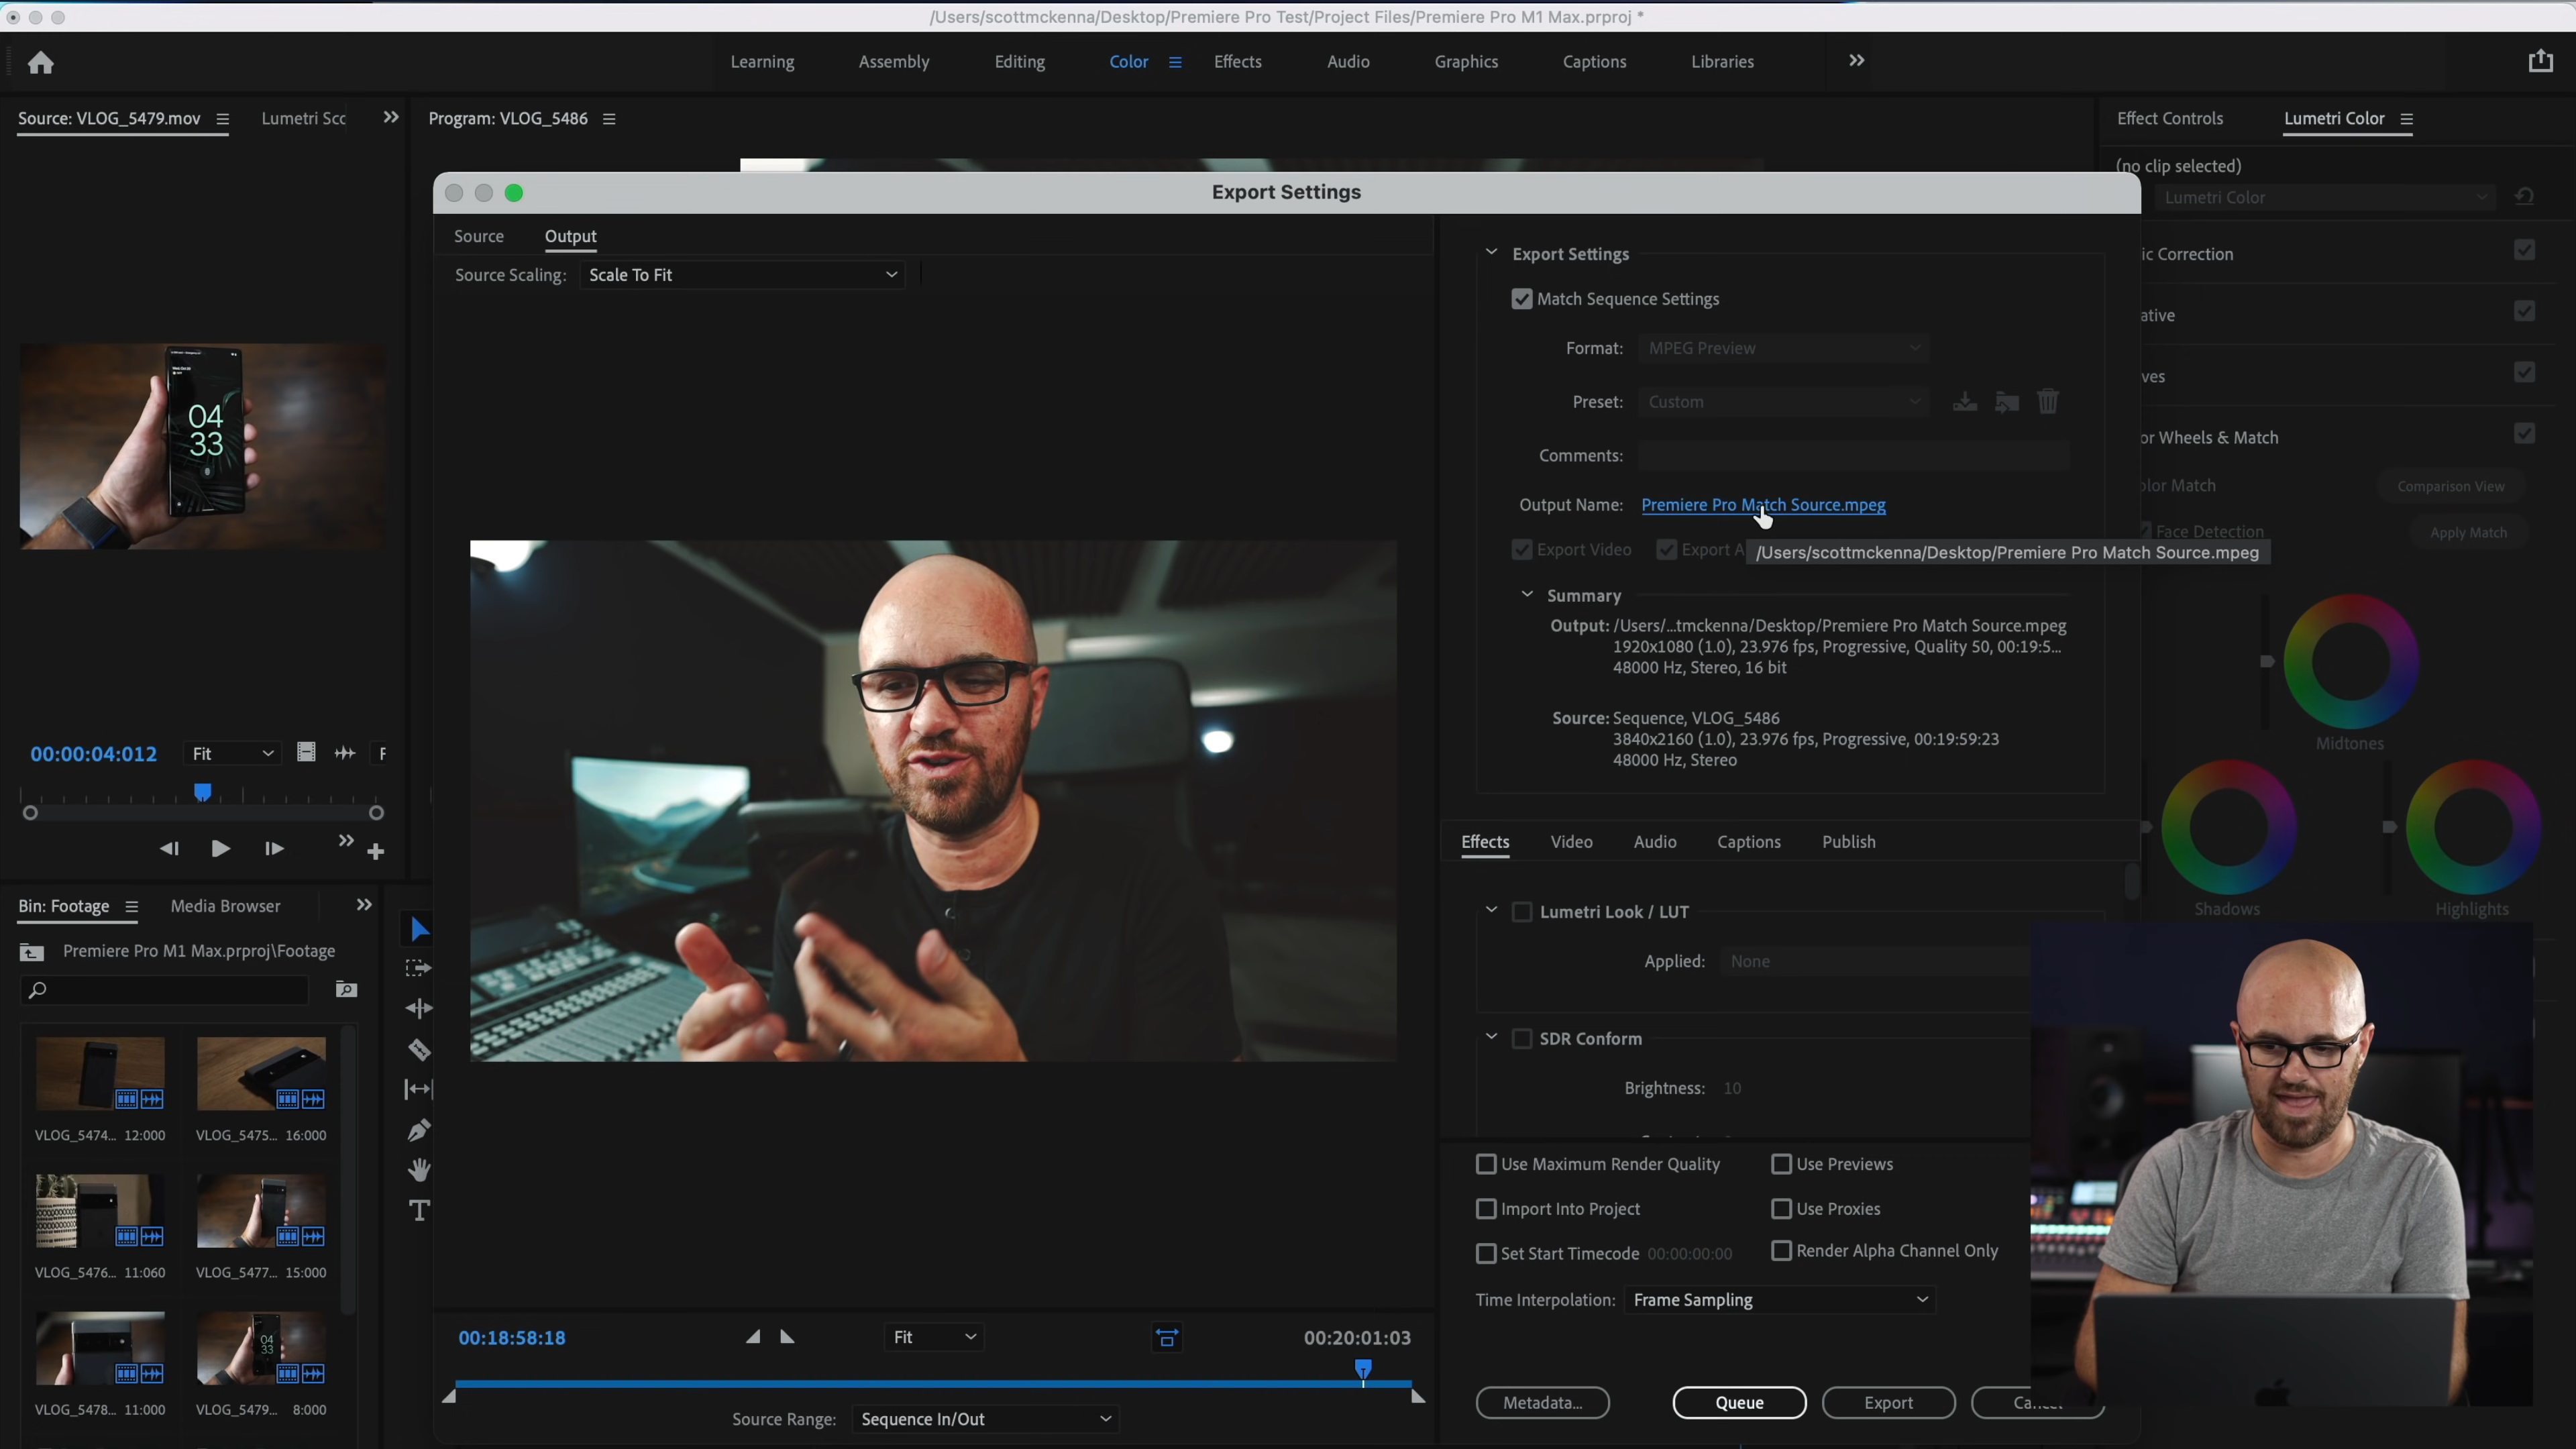 /Users/scottmckenna/Desktop/Premiere Pro Test/Project Files/Premiere Pro M1 Max.prproj *
Learning Assembly Editing Color Effects Audio Graphics Captions Libraries
Source: VLOG_5479.mov Lumetri Scc
Program: VLOG_5486
Effect Controls Lumetri Color
(no clip selected)
Lumetri Color
Export Settings
Source Output
Source Scaling: Scale To Fit
Export Settings
ic Correction
Match Sequence Settings
ative
Format: MPEG Preview
ves
Preset: Custom
or Wheels & Match
Comments:
olor Match Comparison View
Output Name: Premiere Pro Match Source.mpeg
Face Detection Apply Match
Export Video Export A
/Users/scottmckenna/Desktop/Premiere Pro Match Source.mpeg
04
33
Summary
Output: /Users/...tmckenna/Desktop/Premiere Pro Match Source.mpeg
1920x1080 (1.0), 23.976 fps, Progressive, Quality 50, 00:19:5...
48000 Hz, Stereo, 16 bit
Source: Sequence, VLOG_5486
3840x2160 (1.0), 23.976 fps, Progressive, 00:19:59:23
48000 Hz, Stereo
Midtones
Shadows Highlights
00:00:04:012 Fit F
Effects Video Audio Captions Publish
Bin: Footage Media Browser
Premiere Pro M1 Max.prproj\Footage
Lumetri Look / LUT
Applied: None
SDR Conform
Brightness: 10
VLOG_5474... 12:000 VLOG_5475... 16:000
VLOG_5476... 11:060 VLOG_5477... 15:000
04
33
VLOG_5478... 11:000 VLOG_5479... 8:000
Use Maximum Render Quality Use Previews
Import Into Project Use Proxies
Set Start Timecode 00:00:00:00 Render Alpha Channel Only
Time Interpolation: Frame Sampling
00:18:58:18 Fit 00:20:01:03
Source Range: Sequence In/Out
Metadata... Queue Export